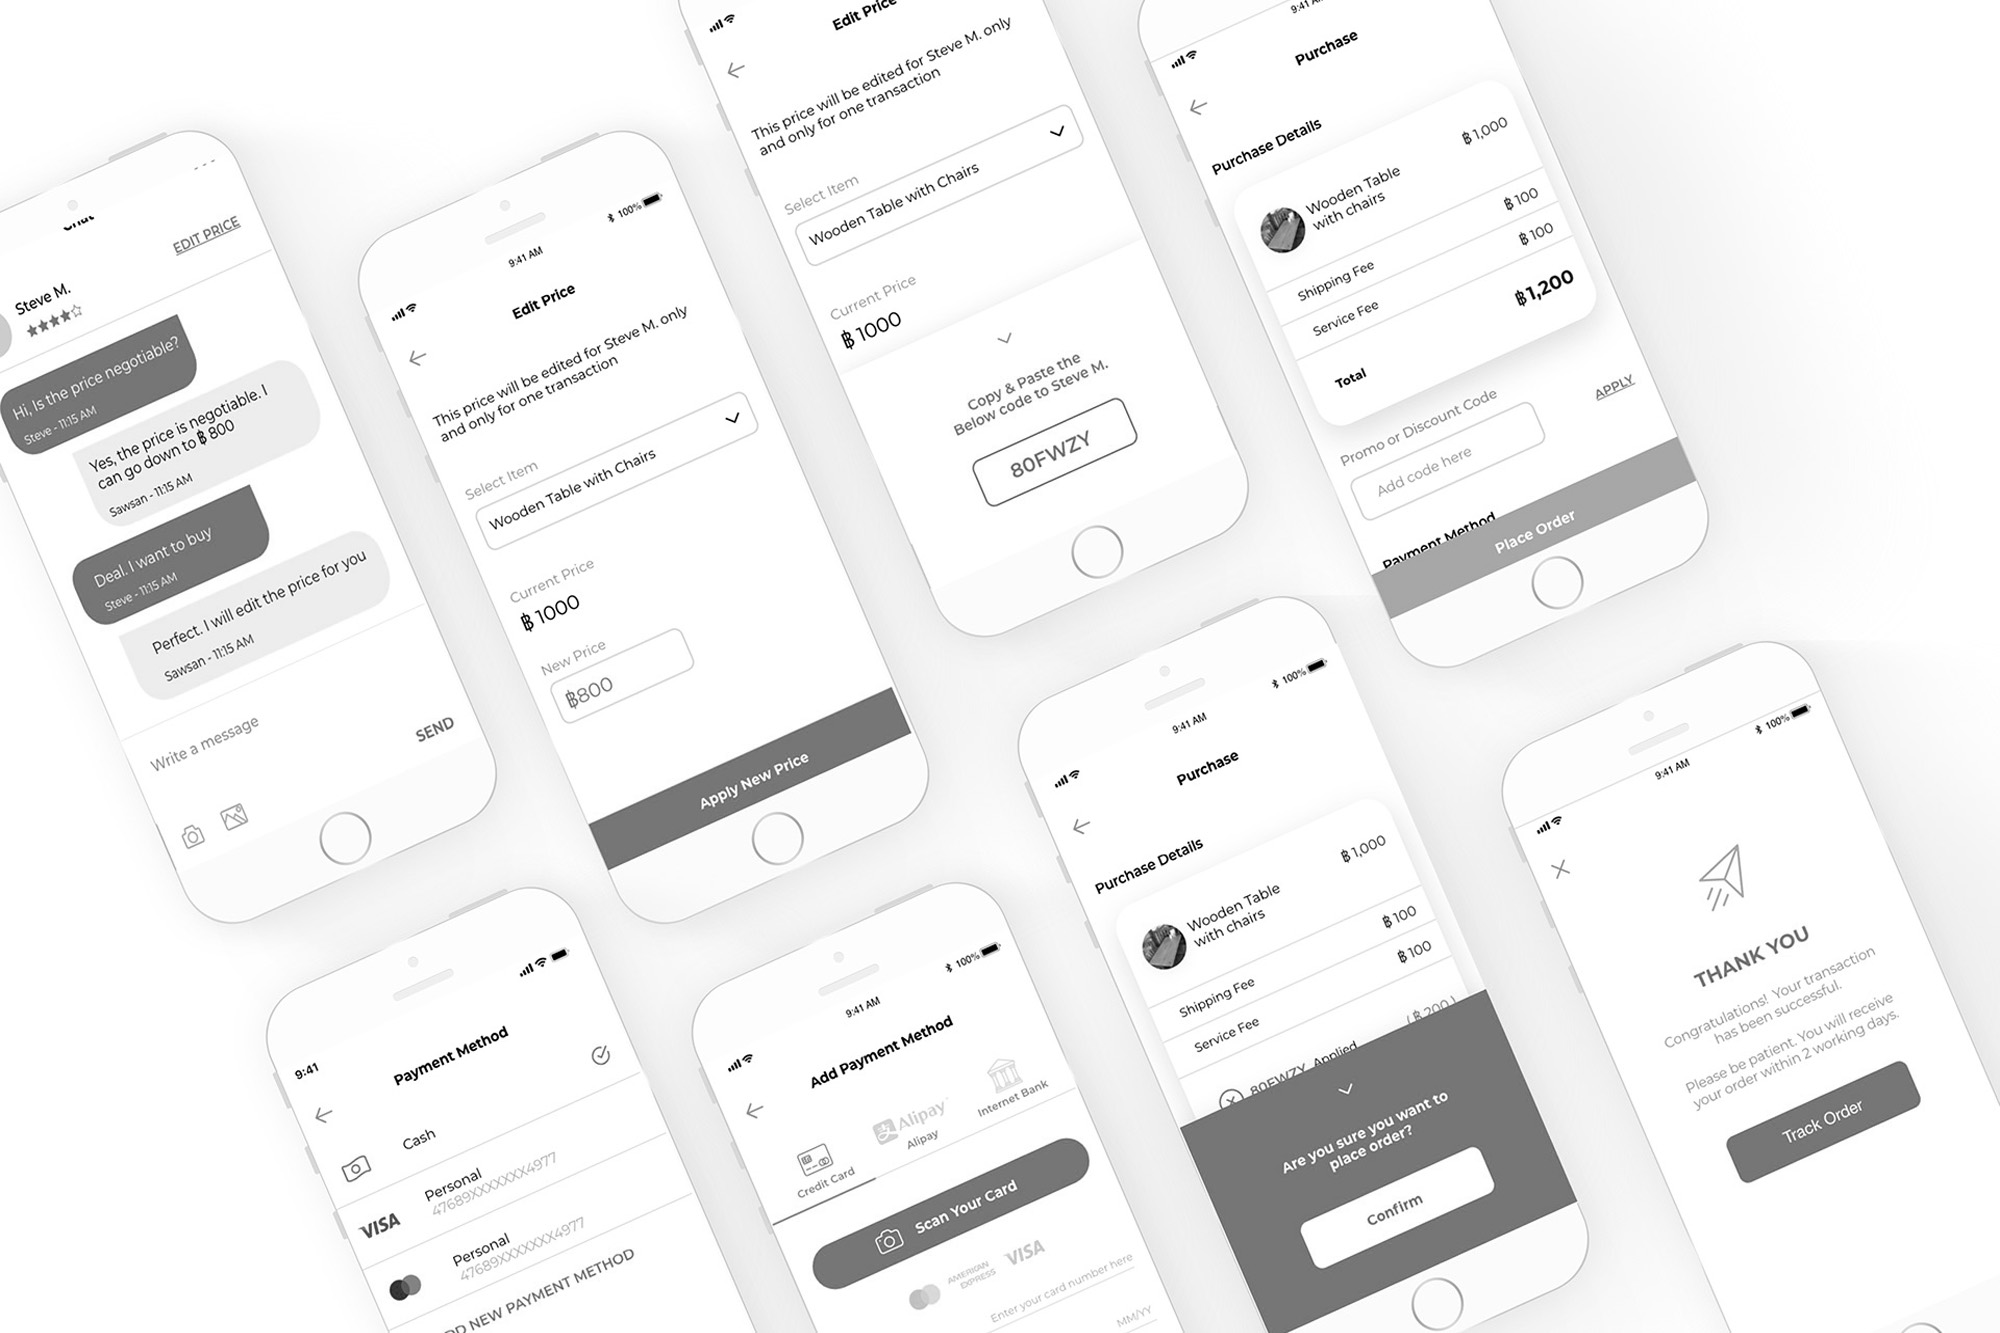 Chat
EDIT PRICE
Steve M.
Hi, Is the price negotiable?
Steve - 11:15 AM
Yes, the price is negotiable. I
can go down to ฿ 800
Sawsan - 11:15 AM
Deal. I want to buy
Steve - 11:15 AM
Perfect. I will edit the price for you
Sawsan - 11:15 AM
Write a message
SEND
100%
9:41 AM
Edit Price
This price will be edited for Steve M. only
and only for one transaction
Select Item
Wooden Table with Chairs
Current Price
฿ 1000
New Price
฿800
Apply New Price
Edit Price
This price will be edited for Steve M. only
and only for one transaction
Select Item
Wooden Table with Chairs
Current Price
฿ 1000
Copy & Paste the
Below code to Steve M.
80FWZY
9:41 AM
Purchase
Purchase Details
Wooden Table
with chairs
฿ 1,000
Shipping Fee
฿ 100
Service Fee
฿ 100
Total
฿1,200
Promo or Discount Code
Add code here
APPLY
Payment Method
Place Order
9:41
Payment Method
Cash
VISA
Personal
47689XXXXXXX4977
Personal
47689XXXXXXX4977
NEW PAYMENT METHOD
100%
9:41 AM
Add Payment Method
Credit Card
Alipay
Alipay
Internet Bank
Scan Your Card
AMERICAN
EXPRESS
VISA
Enter your card number here
MM/YY
100%
9:41 AM
Purchase
Purchase Details
Wooden Table
with chairs
฿ 1,000
Shipping Fee
฿ 100
Service Fee
฿ 100
80FWZY Applied
( ฿ 200 )
Are you sure you want to
place order?
Confirm
100%
9:41 AM
THANK YOU
Congratulations! Your transaction
has been successful.
Please be patient. You will receive
your order within 2 working days.
Track Order